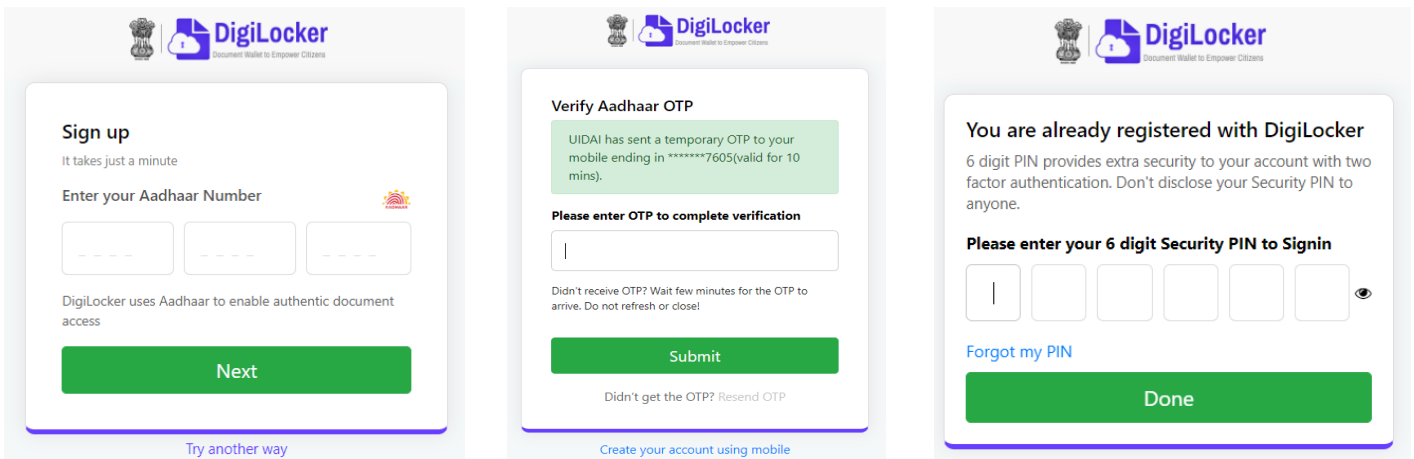 DigiLocker
Document Wallet to Empower Citizens
Sign up
It takes just a minute
Enter your Aadhaar Number
AADHAAR
DigiLocker uses Aadhaar to enable authentic document
access
Next
Try another way
DigiLocker
Document Wallet to Empower Citizens
Verify Aadhaar OTP
UIDAI has sent a temporary OTP to your
mobile ending in *******7605(valid for 10
mins).
Please enter OTP to complete verification
Didn't receive OTP? Wait few minutes for the OTP to
arrive. Do not refresh or close!
Submit
Didn't get the OTP? Resend OTP
Create your account using mobile
DigiLocker
Document Wallet to Empower Citizens
You are already registered with DigiLocker
6 digit PIN provides extra security to your account with two
factor authentication. Don't disclose your Security PIN to
anyone.
Please enter your 6 digit Security PIN to Signin
Forgot my PIN
Done